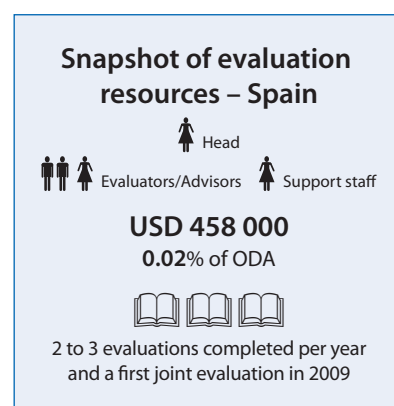 Snapshot of evaluation
resources – Spain
Head
Evaluators/Advisors Support staff
USD 458 000
0.02% of ODA
2 to 3 evaluations completed per year
and a first joint evaluation in 2009